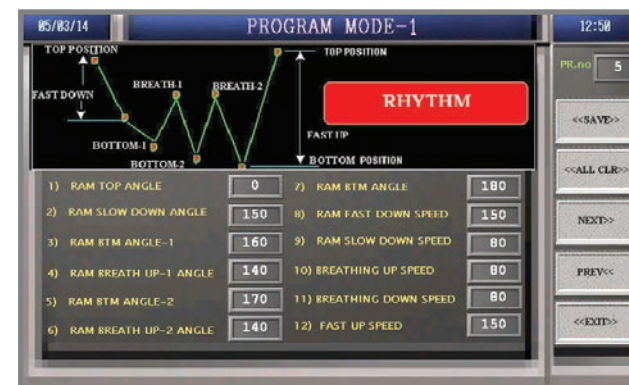 05/03/14 PROGRAM MODE-1 12:50
TOP POSITION TOP POSITION
PR.no 5
BREATH-1 BREATH-2
FAST DOWN
RHYTHM
<<SAVE>>
FAST UP
BOTTOM-1
BOTTOM-2 BOTTOM POSITION
<<ALL CLR>>
1) RAM TOP ANGLE 0 7) RAM BTM ANGLE 180
2) RAM SLOW DOWN ANGLE 150 8) RAM FAST DOWN SPEED 150
NEXT>>
3) RAM BTM ANGLE-1 160 9) RAM SLOW DOWN SPEED 80
4) RAM BREATH UP-1 ANGLE 140 10) BREATHING UP SPEED 80
PREV<<
5) RAM BTM ANGLE-2 170 11) BREATHING DOWN SPEED 80
6) RAM BREATH UP-2 ANGLE 140 12) FAST UP SPEED 150
<<EXIT>>